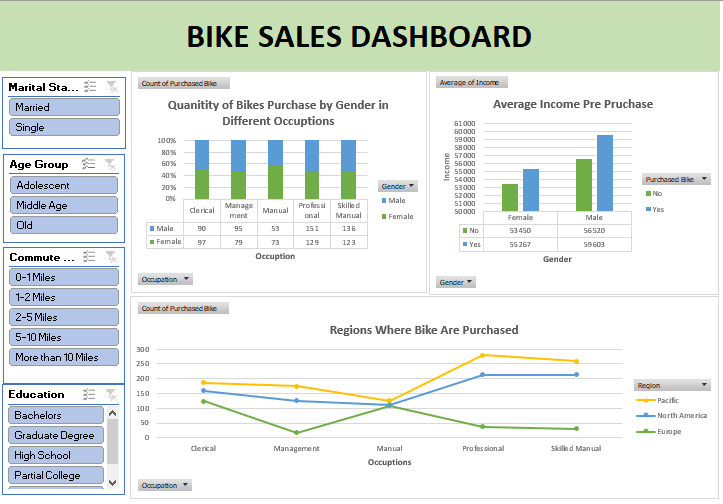 BIKE SALES DASHBOARD
Marital Sta...
Married
Single
Age Group
Adolescent
Middle Age
Old
Commute ...
0-1 Miles
1-2 Miles
2-5 Miles
5-10 Miles
More than 10 Miles
Education
Bachelors
Graduate Degree
High School
Partial College
Count of Purchased Bike
Quanitity of Bikes Purchase by Gender in
Different Occuptions
100%
80%
60%
40%
20%
0%
Clerical Manage Manual Professi Skilled
ment onal Manual
Male 90 95 53 151 136
Female 97 79 73 129 123
Occuption
Gender
Male
Female
Occupation
Average of Income
Average Income Pre Pruchase
Income
61000
60000
59000
58000
57000
56000
55000
54000
53000
52000
51000
50000
Female Male
No 53450 56520
Yes 55267 59603
Gender
Purchased Bike
No
Yes
Gender
Count of Purchased Bike
Regions Where Bike Are Purchased
300
250
200
150
100
50
0
Clerical Management Manual Professional Skilled Manual
Occuptions
Region
Pacific
North America
Europe
Occupation